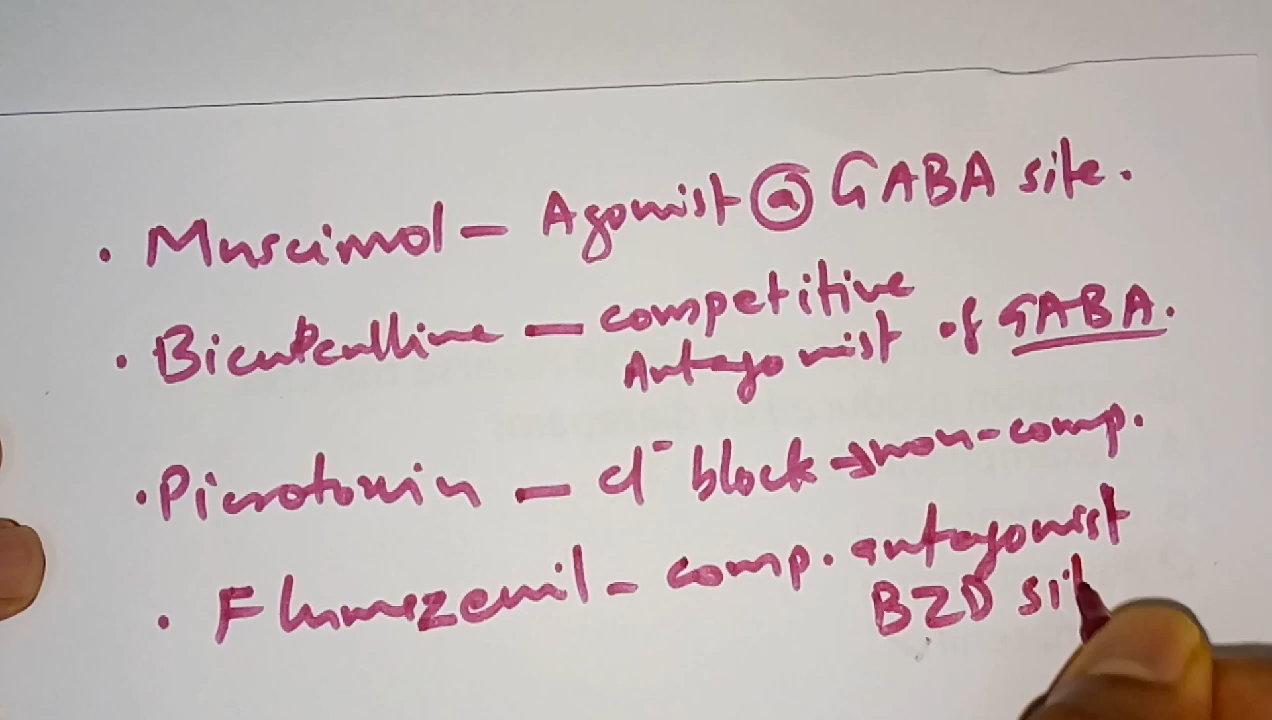 • Muscimol – Agonist @ GABA site.
• Bicuculline – competitive
Antagonist of GABA.
• Picrotoxin – cl⁻ block → non-comp.
• Flumazenil – comp. antagonist
BZD sit